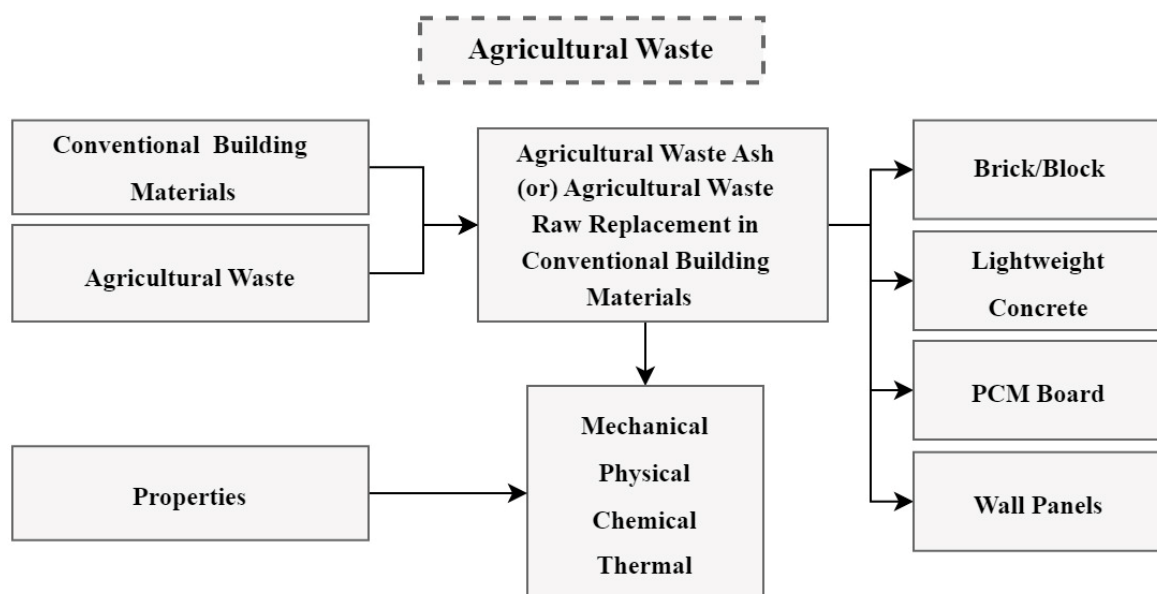 Agricultural Waste
Conventional Building
Materials
Agricultural Waste
Agricultural Waste Ash
(or) Agricultural Waste
Raw Replacement in
Conventional Building
Materials
Brick/Block
Lightweight
Concrete
PCM Board
Wall Panels
Properties
Mechanical
Physical
Chemical
Thermal